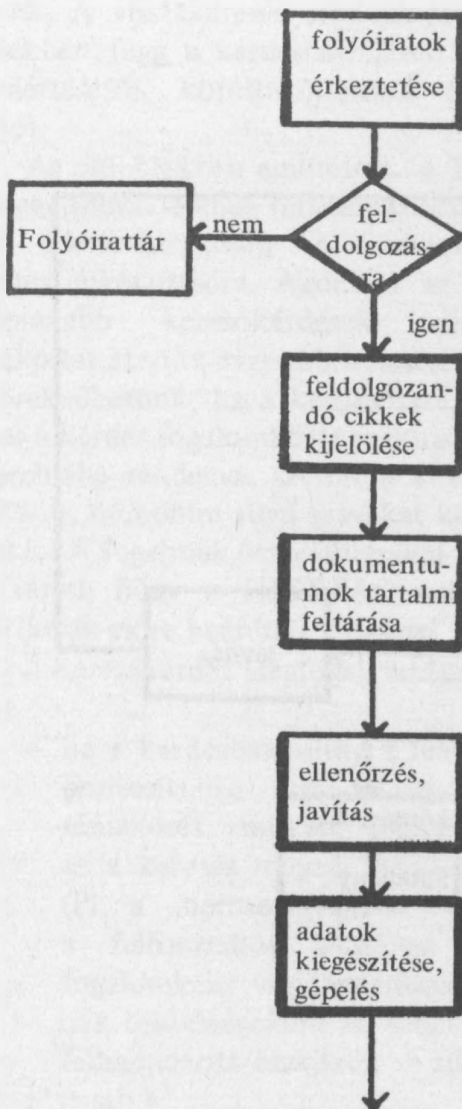 folyóiratok
érkeztetése
nem
fel-
Folyóirattár
dolgozás-
ra
igen
feldolgozan-
dó cikkek
kijelölése
dokumentu-
mok tartalmi
feltárása
ellenőrzés,
javítás
adatok
kiegészítése,
gépelés